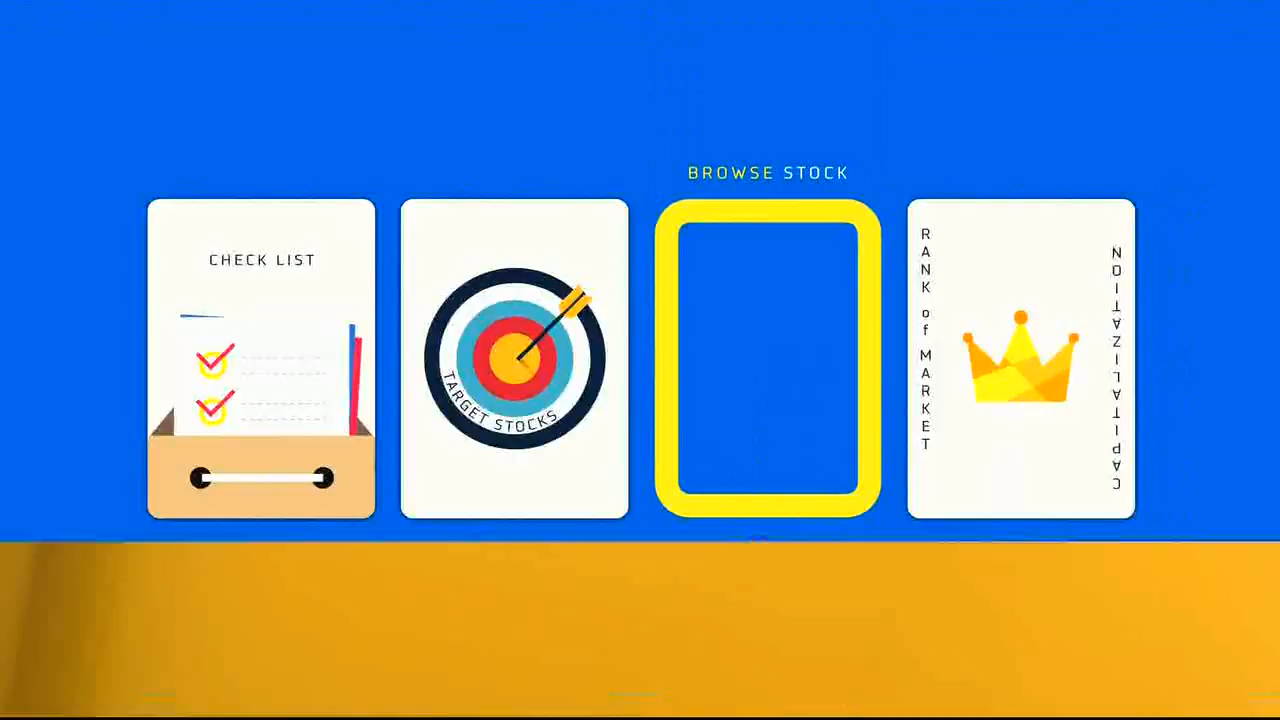 BROWSE STOCK
CHECK LIST
TARGET STOCKS
RANK of MARKET
CAPITALIZATION